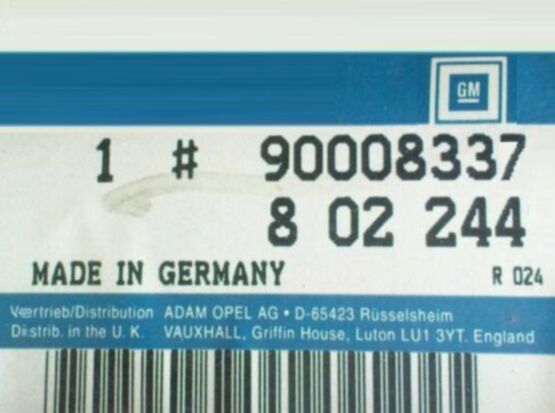 GM
1 # 90008337
8 02 244
MADE IN GERMANY R 024
Vertrieb/Distribution ADAM OPEL AG • D-65423 Rüsselsheim
Distrib. in the U. K. VAUXHALL, Griffin House, Luton LU1 3YT. England